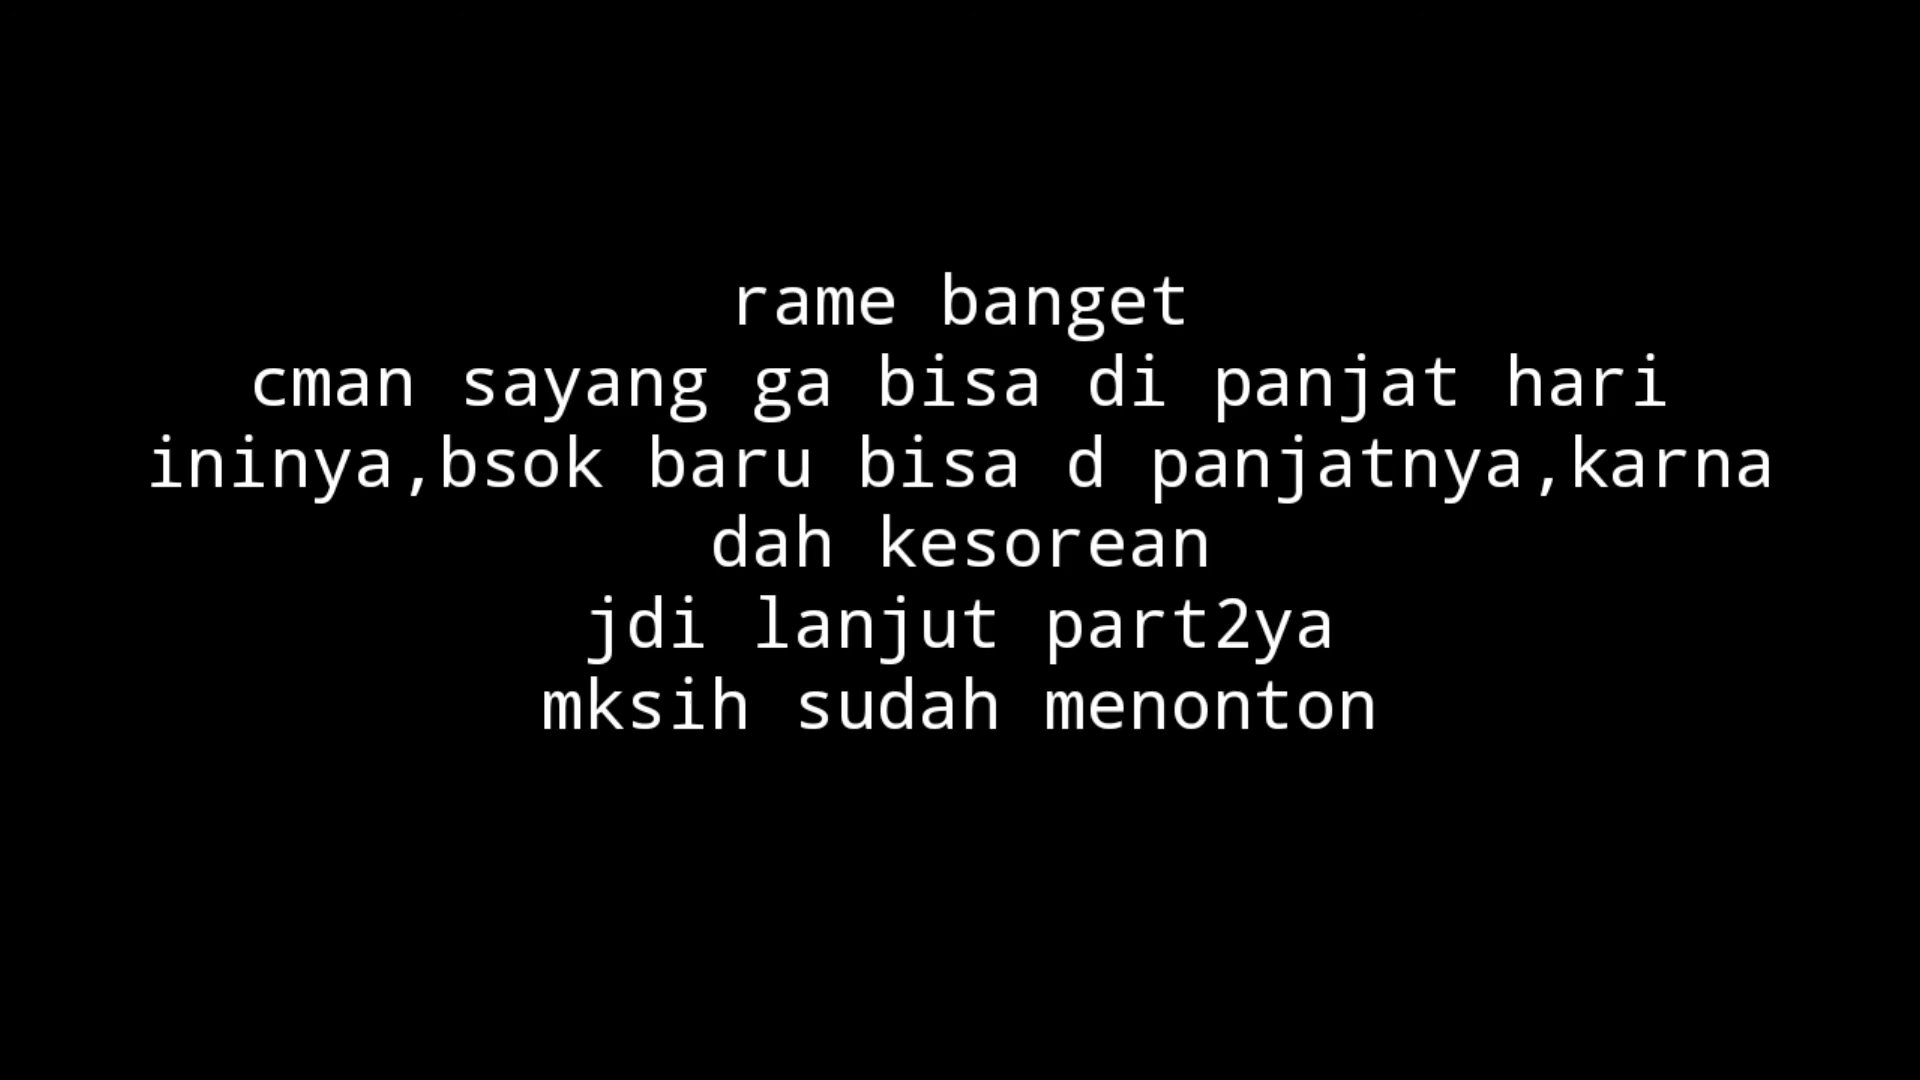 rame banget
cman sayang ga bisa di panjat hari
ininya,bsok baru bisa d panjatnya,karna
dah kesorean
jdi lanjut part2ya
mksih sudah menonton